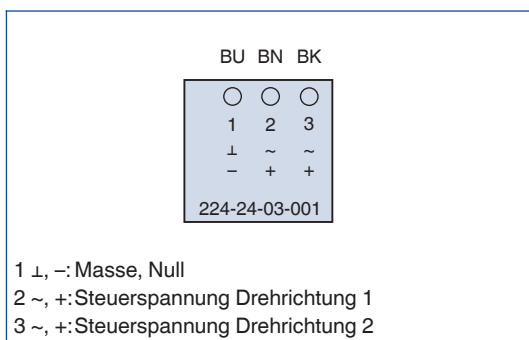 BU BN BK
1 2 3
⊥ ~ ~
– + +
224-24-03-001
1 ⊥, –: Masse, Null
2 ~, +: Steuerspannung Drehrichtung 1
3 ~, +: Steuerspannung Drehrichtung 2